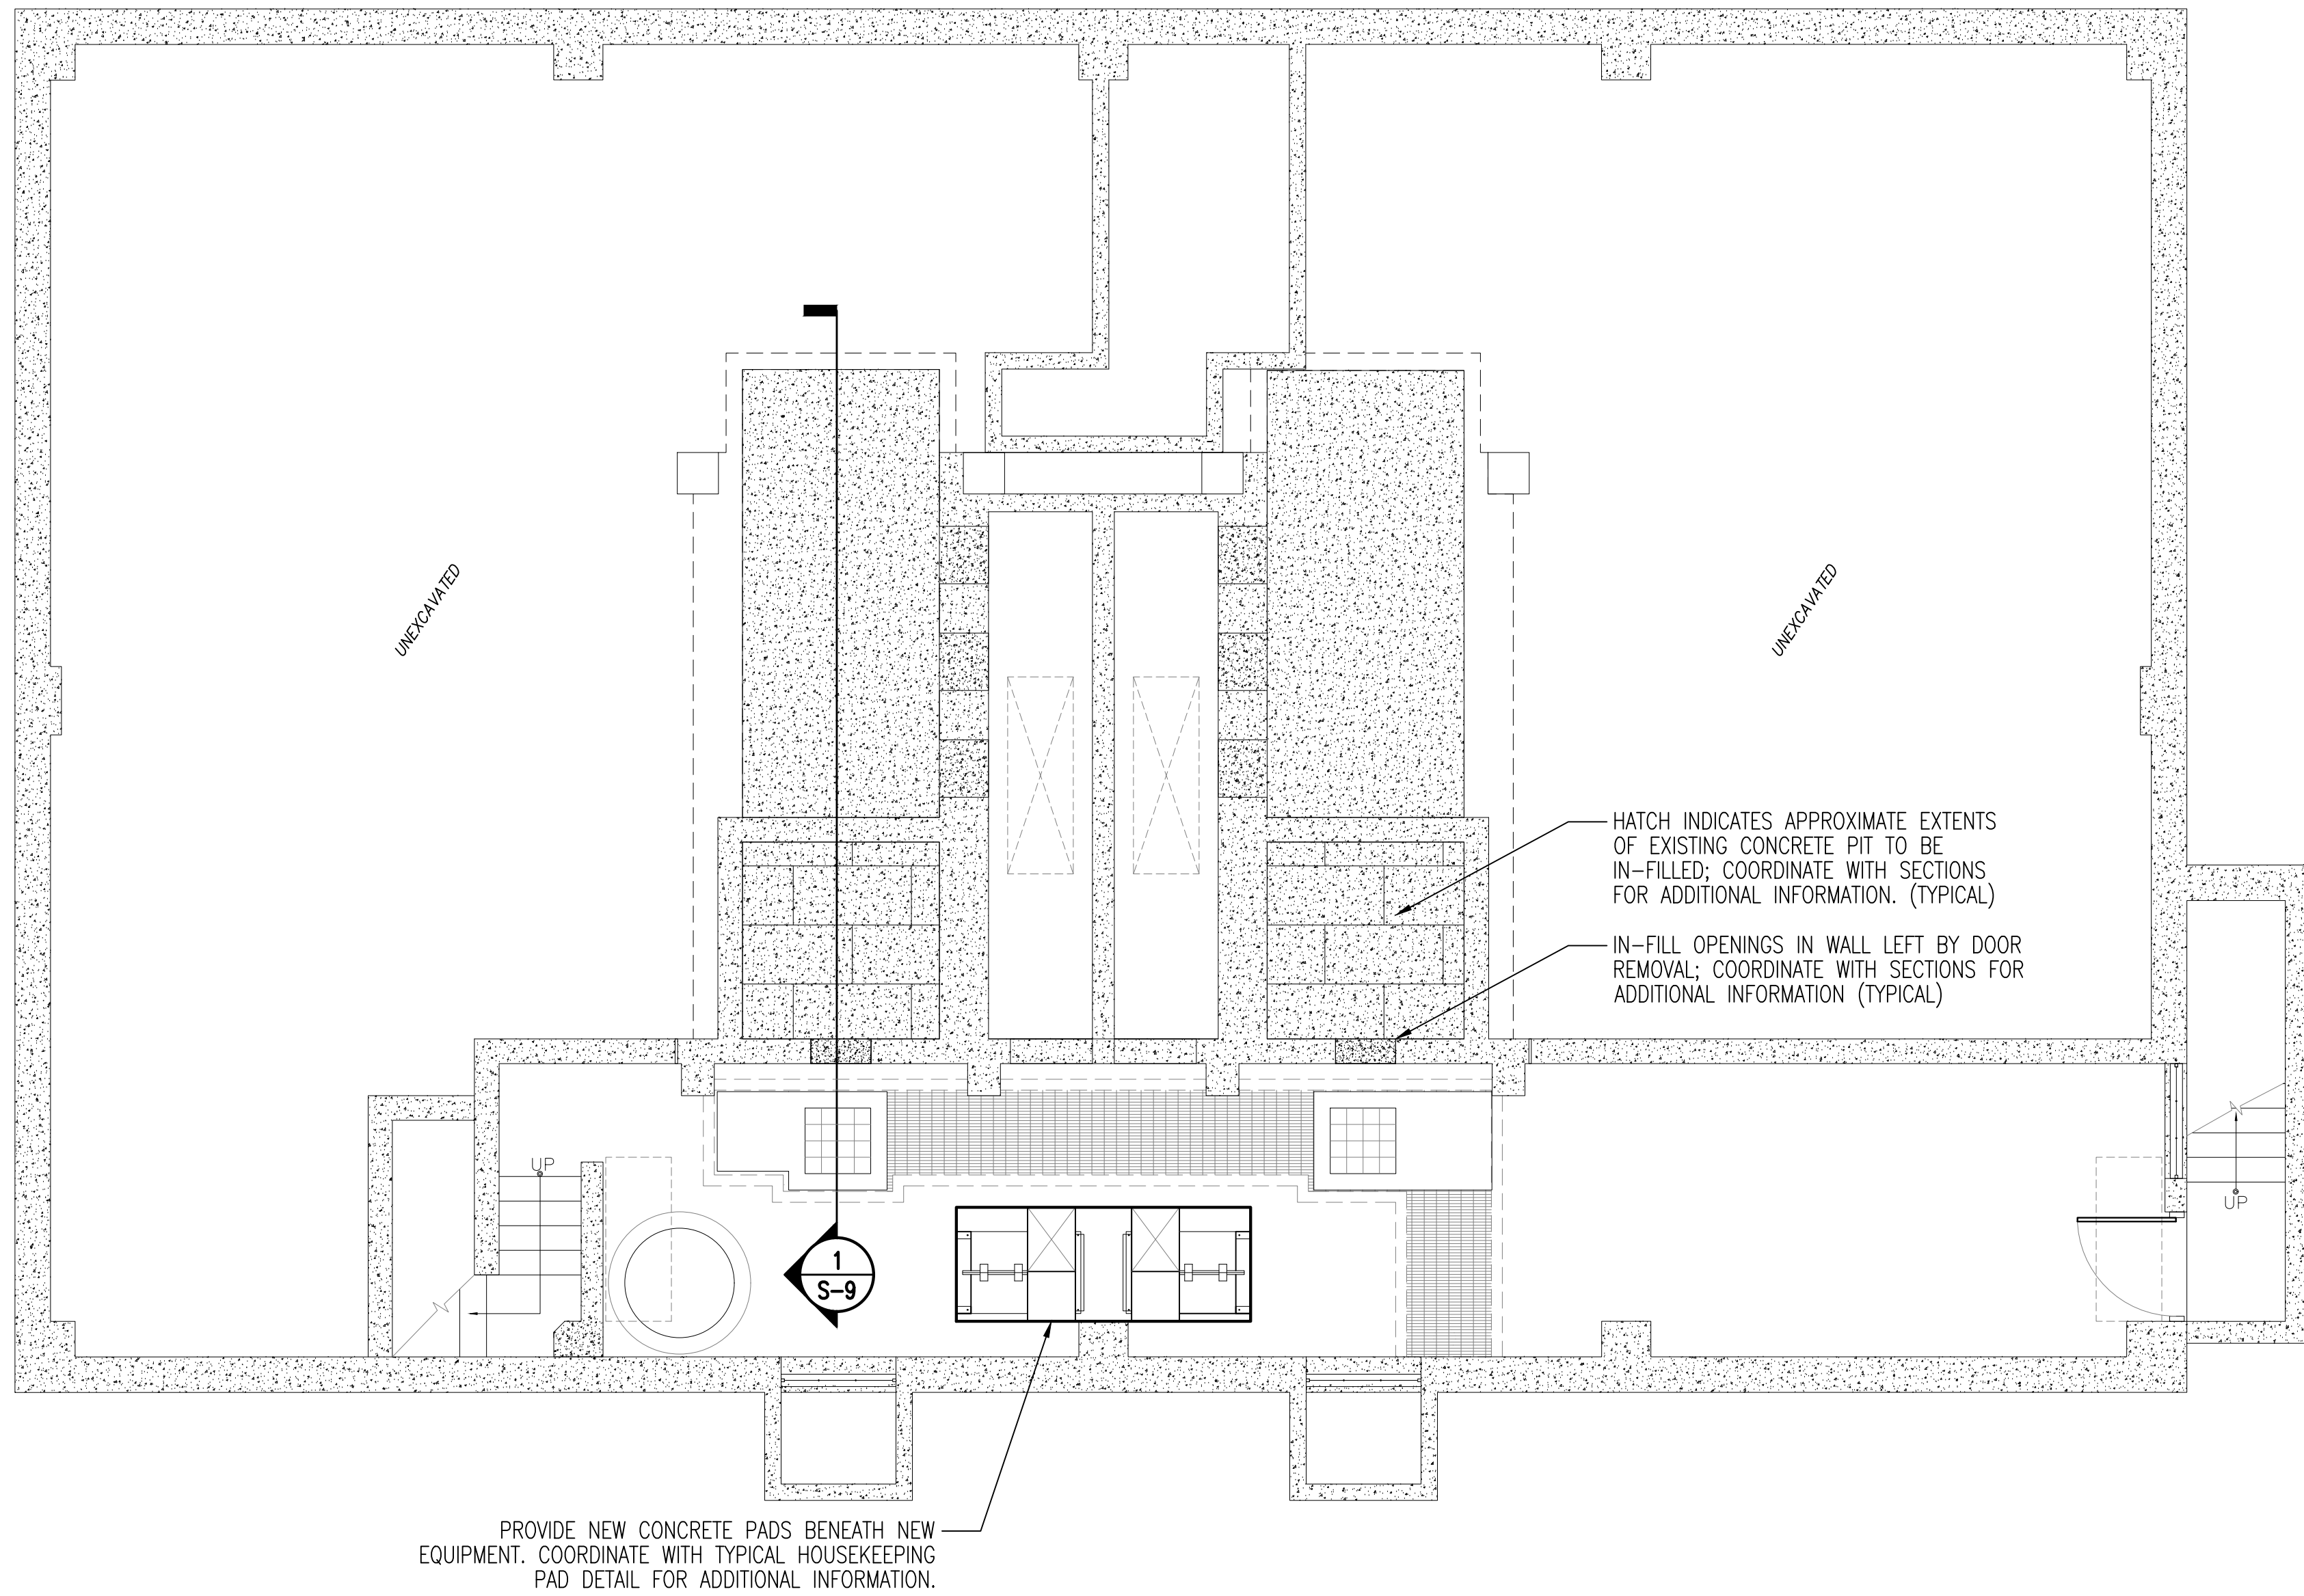 UNEXCAVATED
UNEXCAVATED
HATCH INDICATES APPROXIMATE EXTENTS
OF EXISTING CONCRETE PIT TO BE
IN-FILLED; COORDINATE WITH SECTIONS
FOR ADDITIONAL INFORMATION. (TYPICAL)
IN-FILL OPENINGS IN WALL LEFT BY DOOR
REMOVAL; COORDINATE WITH SECTIONS FOR
ADDITIONAL INFORMATION (TYPICAL)
UP
UP
1
S-9
PROVIDE NEW CONCRETE PADS BENEATH NEW
EQUIPMENT. COORDINATE WITH TYPICAL HOUSEKEEPING
PAD DETAIL FOR ADDITIONAL INFORMATION.